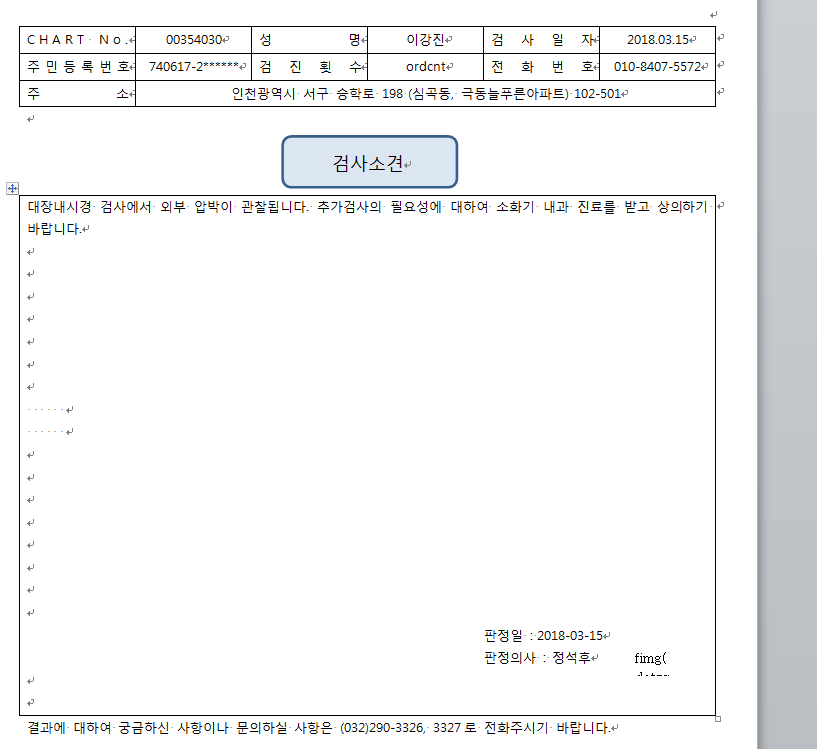 CHART No. 00354030 성 명 이강진 검 사 일 자 2018.03.15
주민등록번호 740617-2****** 검 진 횟 수 ordcnt 전 화 번 호 010-8407-5572
주 소 인천광역시 서구 승학로 198 (심곡동, 극동늘푸른아파트) 102-501
검사소견
대장내시경 검사에서 외부 압박이 관찰됩니다. 추가검사의 필요성에 대하여 소화기 내과 진료를 받고 상의하기
바랍니다.
판정일 : 2018-03-15
판정의사 : 정석후 fimg(
결과에 대하여 궁금하신 사항이나 문의하실 사항은 (032)290-3326, 3327로 전화주시기 바랍니다.